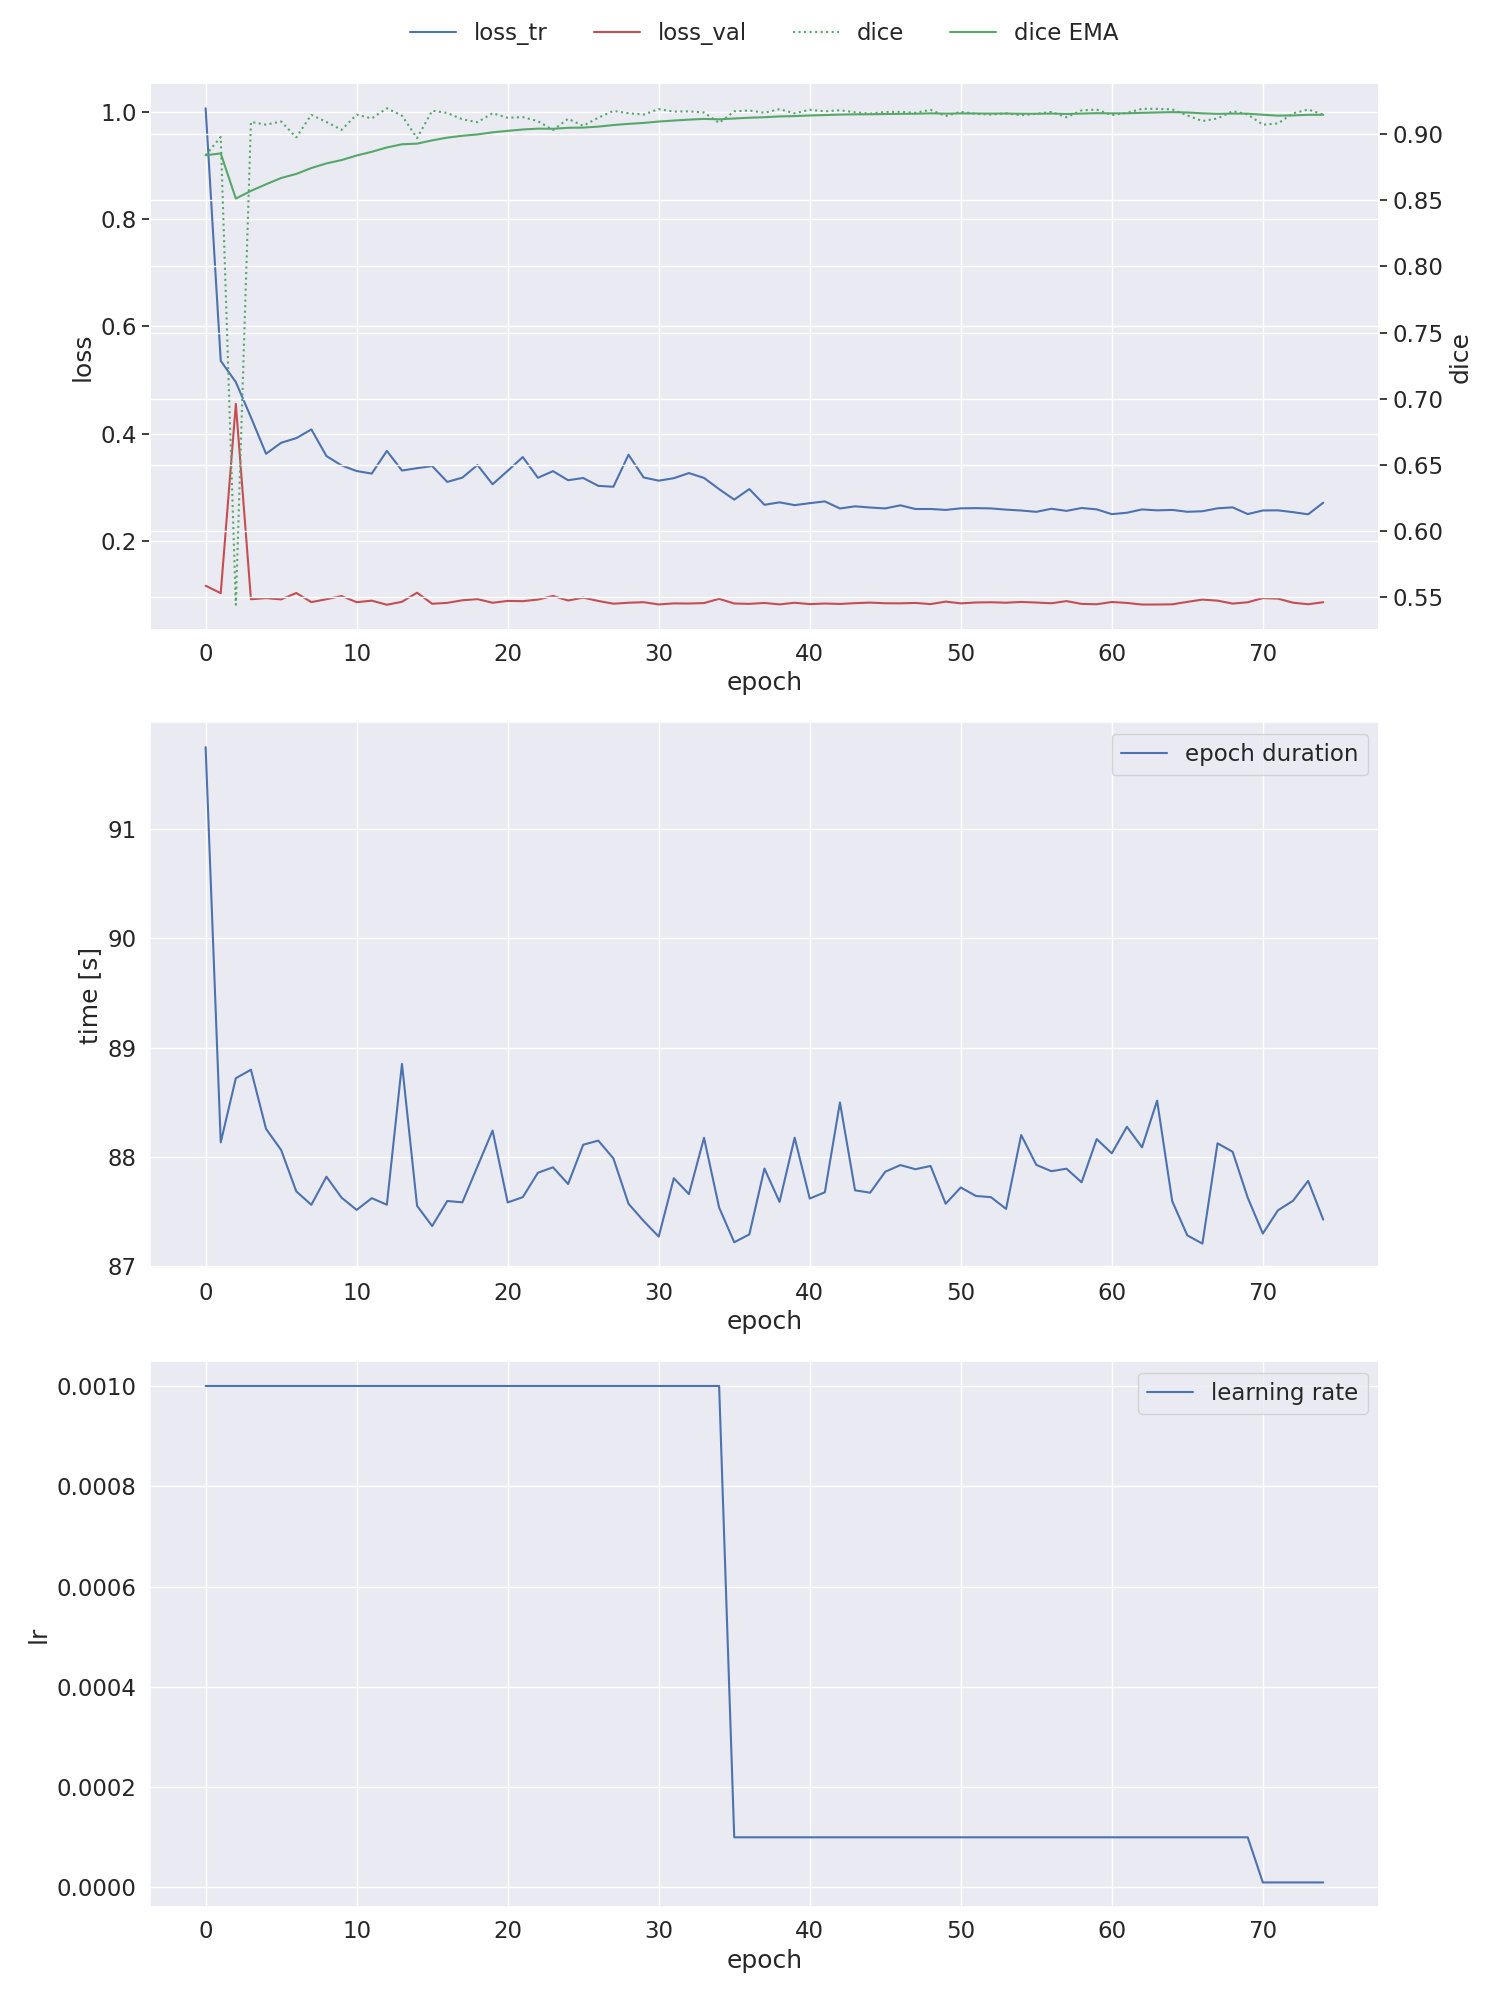 loss_tr loss_val dice dice EMA
1.0
0.8
0.6
0.4
0.2
loss
0.90
0.85
0.80
0.75
0.70
0.65
0.60
0.55
dice
0 10 20 30 40 50 60 70
epoch
epoch duration
91
90
89
88
87
time [s]
0 10 20 30 40 50 60 70
epoch
learning rate
0.0010
0.0008
0.0006
0.0004
0.0002
0.0000
lr
0 10 20 30 40 50 60 70
epoch